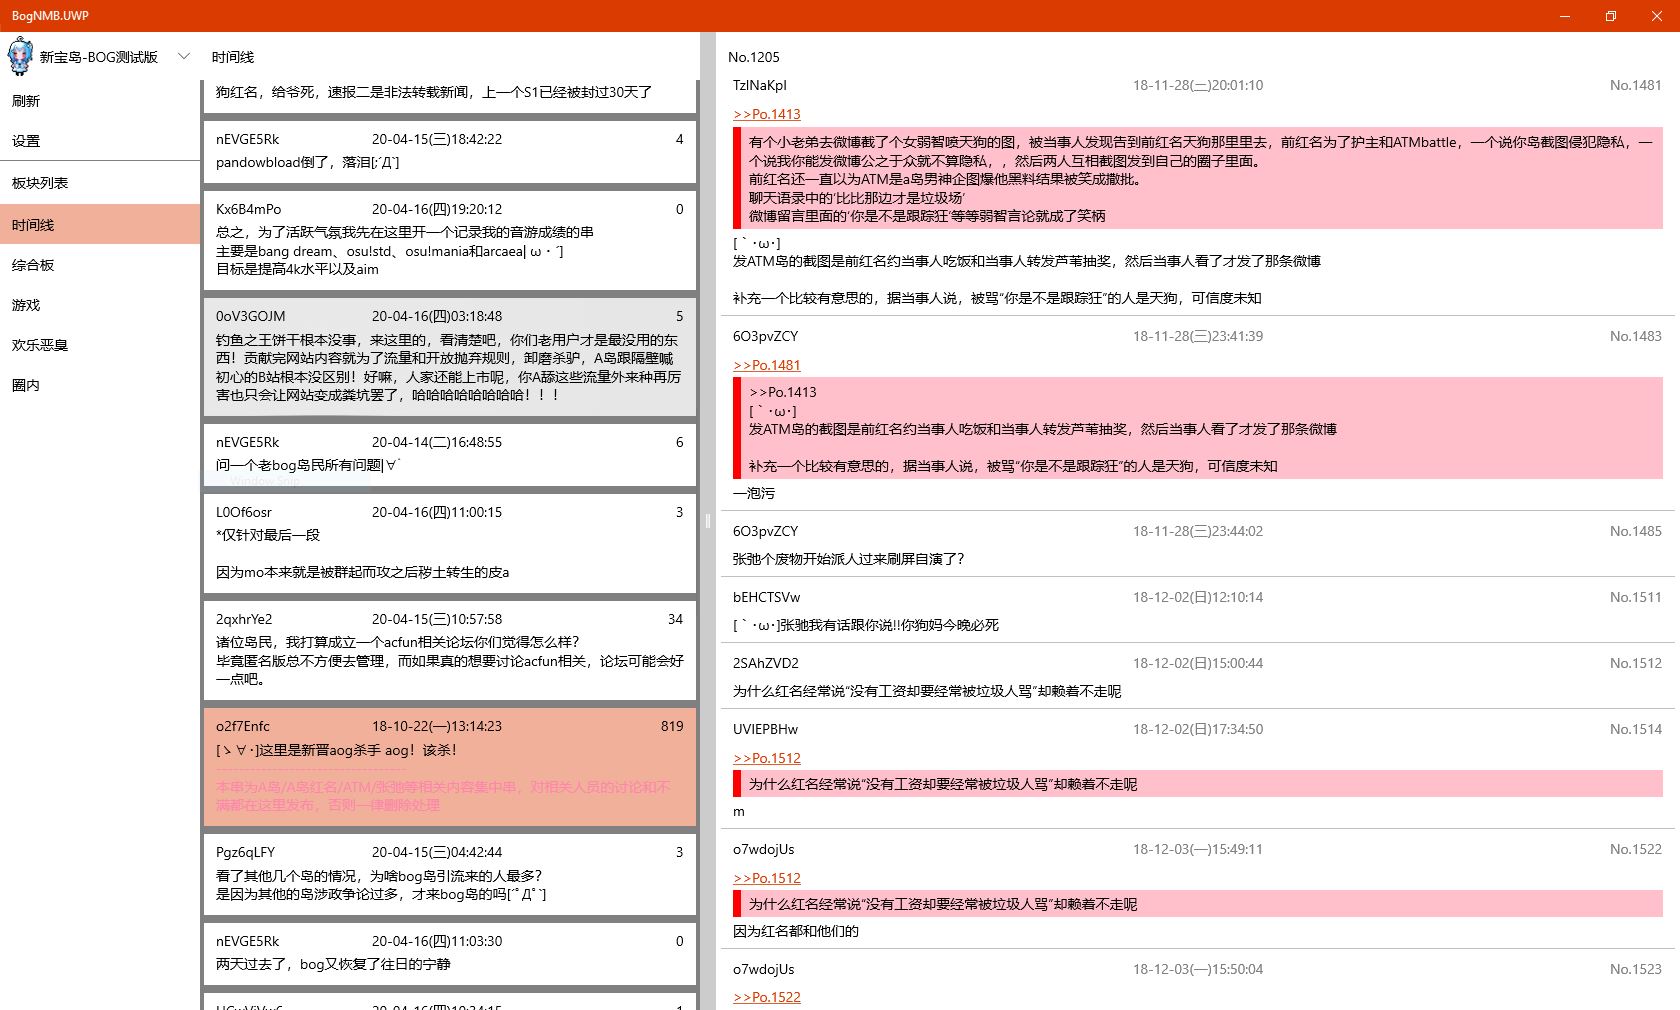 BogNMB.UWP
新宝岛-BOG测试版
刷新
设置
板块列表
时间线
综合板
游戏
欢乐恶臭
圈内
时间线
狗红名，给爷死，速报二是非法转载新闻，上一个S1已经被封过30天了
nEVGE5Rk 20-04-15(三)18:42:22 4
pandowbload倒了，落泪[;´Д`]
Kx6B4mPo 20-04-16(四)19:20:12 0
总之，为了活跃气氛我先在这里开一个记录我的音游成绩的串
主要是bang dream、osu!std、osu!mania和arcaea| ω・´]
目标是提高4k水平以及aim
0oV3GOJM 20-04-16(四)03:18:48 5
钓鱼之王饼干根本没事，来这里的，看清楚吧，你们老用户才是最没用的东
西！贡献完网站内容就为了流量和开放抛弃规则，卸磨杀驴，A岛跟隔壁喊
初心的B站根本没区别！好嘛，人家还能上市呢，你A舔这些流量外来种再厉
害也只会让网站变成粪坑罢了，哈哈哈哈哈哈哈哈！！！
nEVGE5Rk 20-04-14(二)16:48:55 6
问一个老bog岛民所有问题|∀ﾟ
Window Snip
L0Of6osr 20-04-16(四)11:00:15 3
*仅针对最后一段
因为mo本来就是被群起而攻之后秽土转生的皮a
2qxhrYe2 20-04-15(三)10:57:58 34
诸位岛民，我打算成立一个acfun相关论坛你们觉得怎么样？
毕竟匿名版总不方便去管理，而如果真的想要讨论acfun相关，论坛可能会好
一点吧。
o2f7Enfc 18-10-22(一)13:14:23 819
[ゝ∀･]这里是新晋aog杀手 aog！该杀！
----------------------------------
本串为A岛/A岛红名/ATM/张弛等相关内容集中串，对相关人员的讨论和不
满都在这里发布，否则一律删除处理
Pgz6qLFY 20-04-15(三)04:42:44 3
看了其他几个岛的情况，为啥bog岛引流来的人最多？
是因为其他的岛涉政争论过多，才来bog岛的吗[´ﾟДﾟ`]
nEVGE5Rk 20-04-16(四)11:03:30 0
两天过去了，bog又恢复了往日的宁静
No.1205
TzINaKpI 18-11-28(三)20:01:10 No.1481
>>Po.1413
有个小老弟去微博截了个女弱智喷天狗的图，被当事人发现告到前红名天狗那里里去，前红名为了护主和ATMbattle，一个说你岛截图侵犯隐私，一
个说我你能发微博公之于众就不算隐私，，然后两人互相截图发到自己的圈子里面。
前红名还一直以为ATM是a岛男神企图爆他黑料结果被笑成撒批。
聊天语录中的‘比比那边才是垃圾场’
微博留言里面的‘你是不是跟踪狂’等等弱智言论就成了笑柄
[｀･ω･]
发ATM岛的截图是前红名约当事人吃饭和当事人转发芦苇抽奖，然后当事人看了才发了那条微博
补充一个比较有意思的，据当事人说，被骂“你是不是跟踪狂”的人是天狗，可信度未知
6O3pvZCY 18-11-28(三)23:41:39 No.1483
>>Po.1481
>>Po.1413
[｀･ω･]
发ATM岛的截图是前红名约当事人吃饭和当事人转发芦苇抽奖，然后当事人看了才发了那条微博
补充一个比较有意思的，据当事人说，被骂“你是不是跟踪狂”的人是天狗，可信度未知
一泡污
6O3pvZCY 18-11-28(三)23:44:02 No.1485
张弛个废物开始派人过来刷屏自演了？
bEHCTSVw 18-12-02(日)12:10:14 No.1511
[｀･ω･]张驰我有话跟你说!!你狗妈今晚必死
2SAhZVD2 18-12-02(日)15:00:44 No.1512
为什么红名经常说“没有工资却要经常被垃圾人骂”却赖着不走呢
UVIEPBHw 18-12-02(日)17:34:50 No.1514
>>Po.1512
为什么红名经常说“没有工资却要经常被垃圾人骂”却赖着不走呢
m
o7wdojUs 18-12-03(一)15:49:11 No.1522
>>Po.1512
为什么红名经常说“没有工资却要经常被垃圾人骂”却赖着不走呢
因为红名都和他们的
o7wdojUs 18-12-03(一)15:50:04 No.1523
>>Po.1522